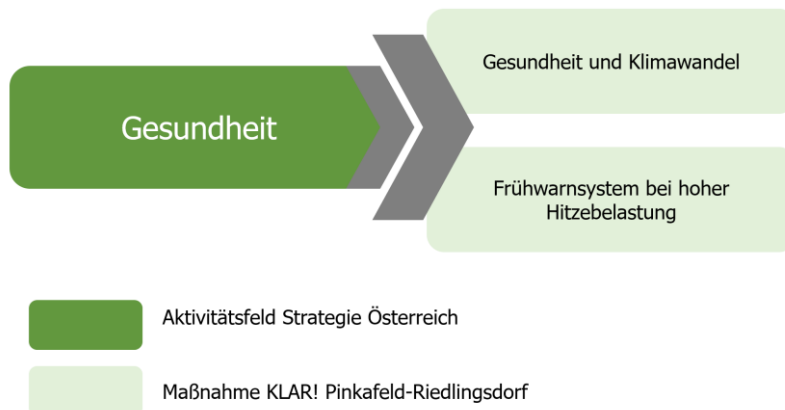 Gesundheit und Klimawandel
Gesundheit
Frühwarnsystem bei hoher
Hitzebelastung
Aktivitätsfeld Strategie Österreich
Maßnahme KLAR! Pinkafeld-Riedlingsdorf